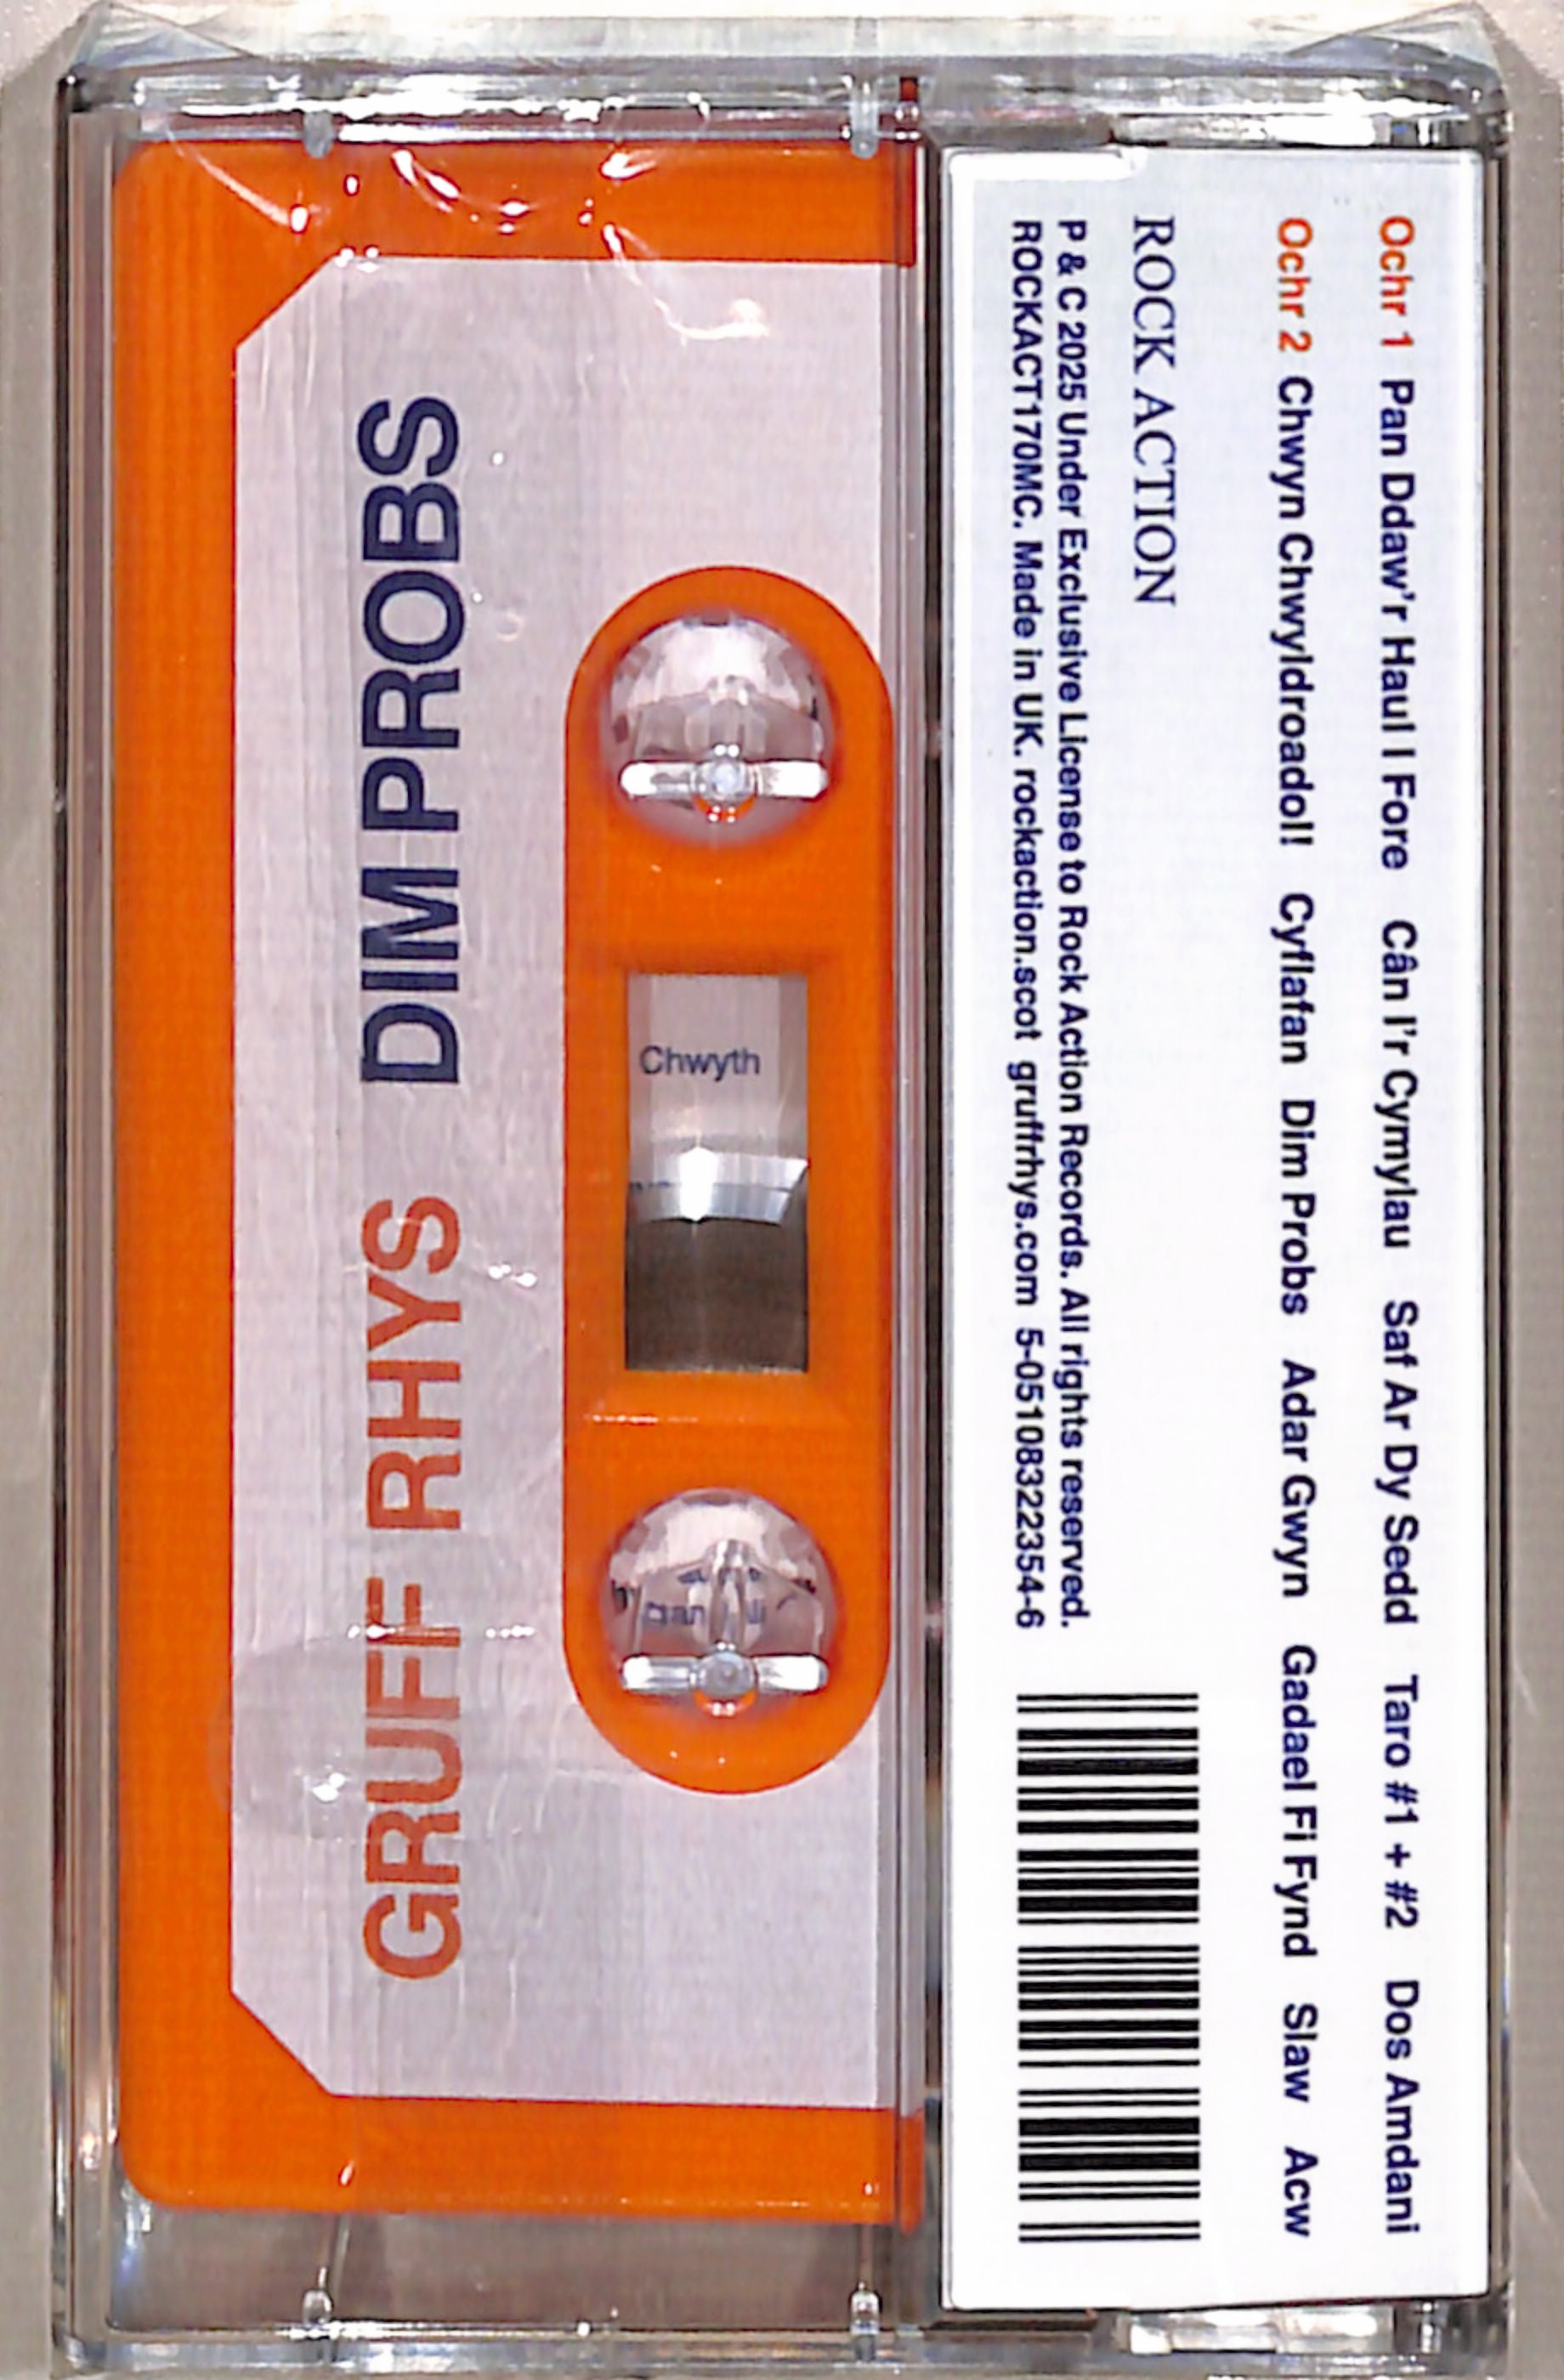 Ochr 1 Pan Ddaw'r Haul I Fore Cân I'r Cymylau Saf Ar Dy Sedd Taro #1 + #2 Dos Amdani
Ochr 2 Chwyn Chwyldroadol! Cyflafan Dim Probs Adar Gwyn Gadael Fi Fynd Slaw Acw
ROCK ACTION
P & C 2025 Under Exclusive License to Rock Action Records. All rights reserved.
ROCKACT170MC. Made in UK. rockaction.scot gruffrhys.com 5-05108322354-6
GRUFF RHYS DIM PROBS
Chwyth